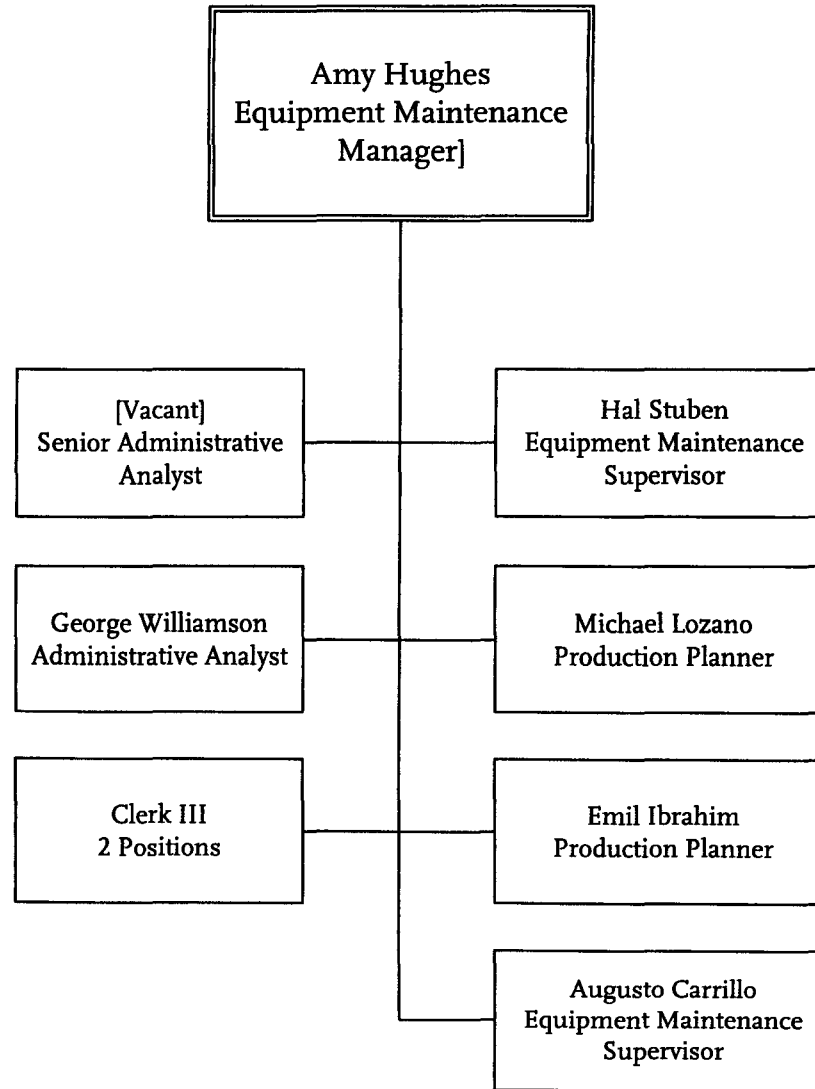 Amy Hughes
Equipment Maintenance
Manager]
[Vacant]
Senior Administrative
Analyst
Hal Stuben
Equipment Maintenance
Supervisor
George Williamson
Administrative Analyst
Michael Lozano
Production Planner
Clerk III
2 Positions
Emil Ibrahim
Production Planner
Augusto Carrillo
Equipment Maintenance
Supervisor